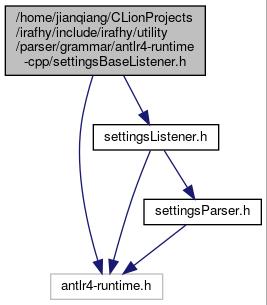 /home/jianqiang/CLionProjects
/irafhy/include/irafhy/utility
/parser/grammar/antlr4-runtime
-cpp/settingsBaseListener.h
settingsListener.h
settingsParser.h
antlr4-runtime.h